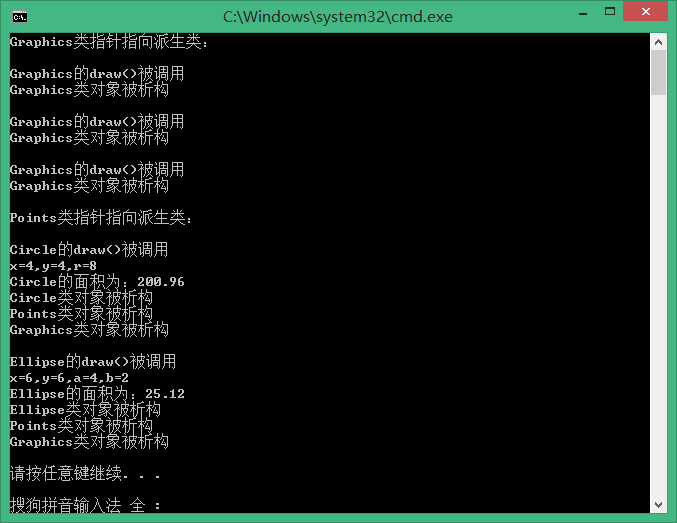 C:\Windows\system32\cmd.exe
Graphics类指针指向派生类:
Graphics的draw()被调用
Graphics类对象被析构
Graphics的draw()被调用
Graphics类对象被析构
Graphics的draw()被调用
Graphics类对象被析构
Points类指针指向派生类:
Circle的draw()被调用
x=4,y=4,r=8
Circle的面积为: 200.96
Circle类对象被析构
Points类对象被析构
Graphics类对象被析构
Ellipse的draw()被调用
x=6,y=6,a=4,b=2
Ellipse的面积为: 25.12
Ellipse类对象被析构
Points类对象被析构
Graphics类对象被析构
请按任意键继续. . .
搜狗拼音输入法 全 :